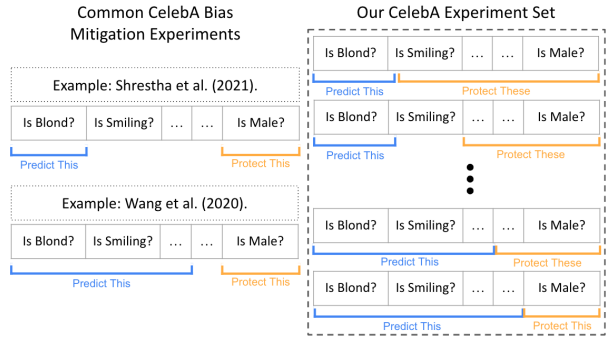 Common CelebA Bias
Mitigation Experiments
Example: Shrestha et al. (2021).
Is Blond? Is Smiling? ... ... Is Male?
Predict This Protect This
Example: Wang et al. (2020).
Is Blond? Is Smiling? ... ... Is Male?
Predict This Protect This
Our CelebA Experiment Set
Is Blond? Is Smiling? ... ... Is Male?
Predict This Protect These
Is Blond? Is Smiling? ... ... Is Male?
Predict This Protect These
Is Blond? Is Smiling? ... ... Is Male?
Predict This Protect These
Is Blond? Is Smiling? ... ... Is Male?
Predict This Protect This